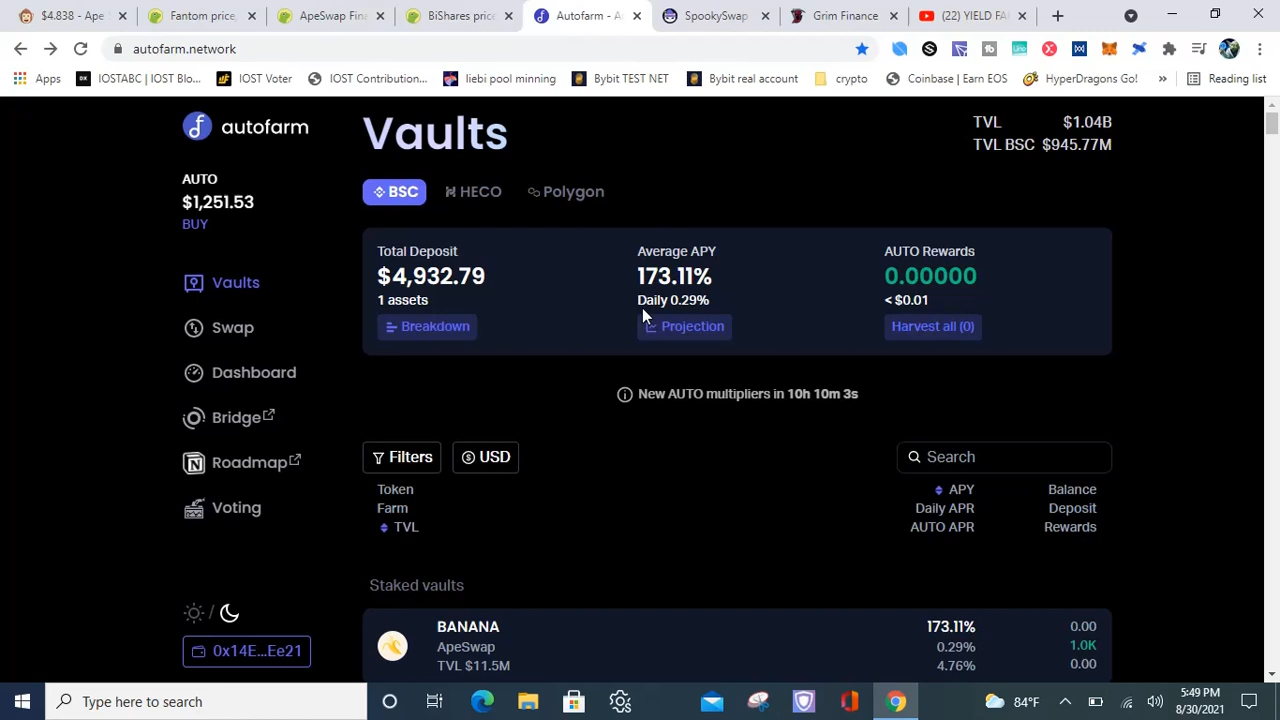 $4.838 - Ape
Fantom price,
ApeSwap Fina
BiShares price
Autofarm - A
SpookySwap
Grim Finance
(22) YIELD FA
autofarm.network
Apps
IOSTABC | IOST Blo...
IOST Voter
IOST Contribution...
liebi pool minning
Bybit TEST NET
Bybit real account
crypto
Coinbase | Earn EOS
HyperDragons Go!
»
Reading list
autofarm
Vaults
TVL $1.04B
TVL BSC $945.77M
AUTO
$1,251.53
BUY
BSC
HECO
Polygon
Total Deposit
$4,932.79
1 assets
Breakdown
Average APY
173.11%
Daily 0.29%
Projection
AUTO Rewards
0.00000
< $0.01
Harvest all (0)
Vaults
Swap
Dashboard
Bridge
Roadmap
Voting
New AUTO multipliers in 10h 10m 3s
Filters
USD
Search
Token
Farm
TVL
APY
Daily APR
AUTO APR
Balance
Deposit
Rewards
Staked vaults
BANANA
ApeSwap
TVL $11.5M
173.11%
0.29%
4.76%
0.00
1.0K
0.00
/
0x14E...Ee21
Type here to search
84°F
5:49 PM
8/30/2021